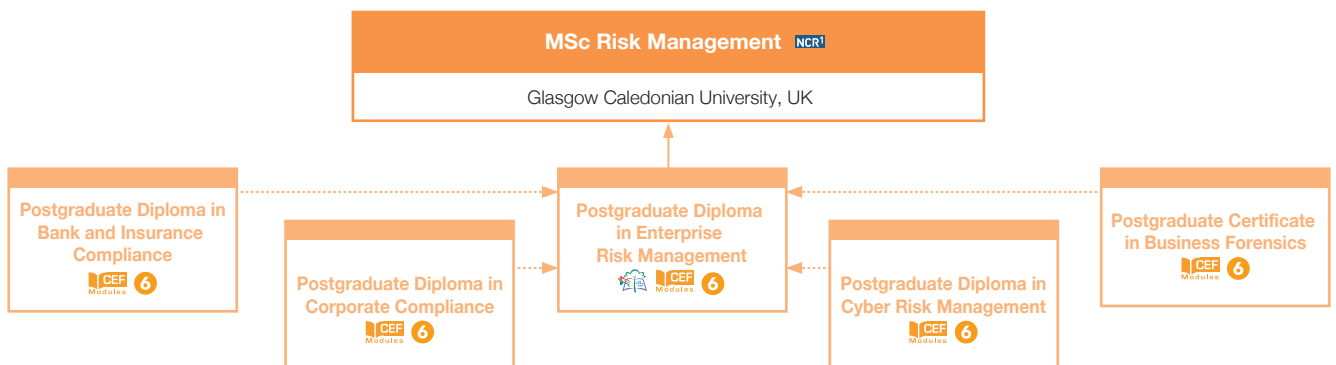 MSc Risk Management NCR1
Glasgow Caledonian University, UK
Postgraduate Diploma in
Bank and Insurance
Compliance
CEF
Modules 6
Postgraduate Diploma in
Corporate Compliance
CEF
Modules 6
Postgraduate Diploma
in Enterprise
Risk Management
CEF
Modules 6
Postgraduate Diploma in
Cyber Risk Management
CEF
Modules 6
Postgraduate Certificate
in Business Forensics
CEF
Modules 6